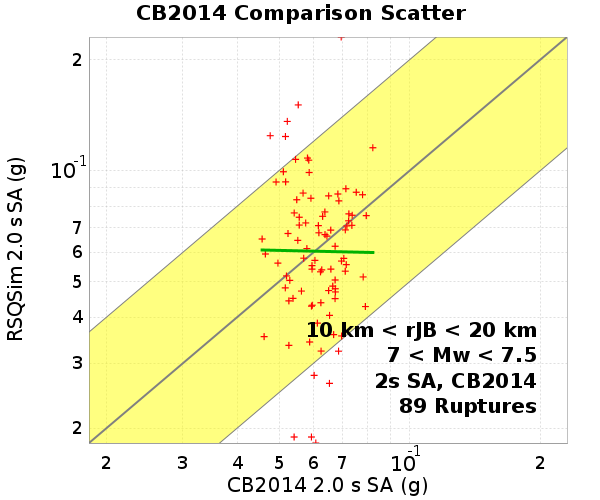 CB2014 Comparison Scatter
RSQSim 2.0 s SA (g)
2
10-1
7
6
5
4
3
2
10 km < rJB < 20 km
7 < Mw < 7.5
2s SA, CB2014
89 Ruptures
2 3 4 5 6 7 10-1 2
CB2014 2.0 s SA (g)